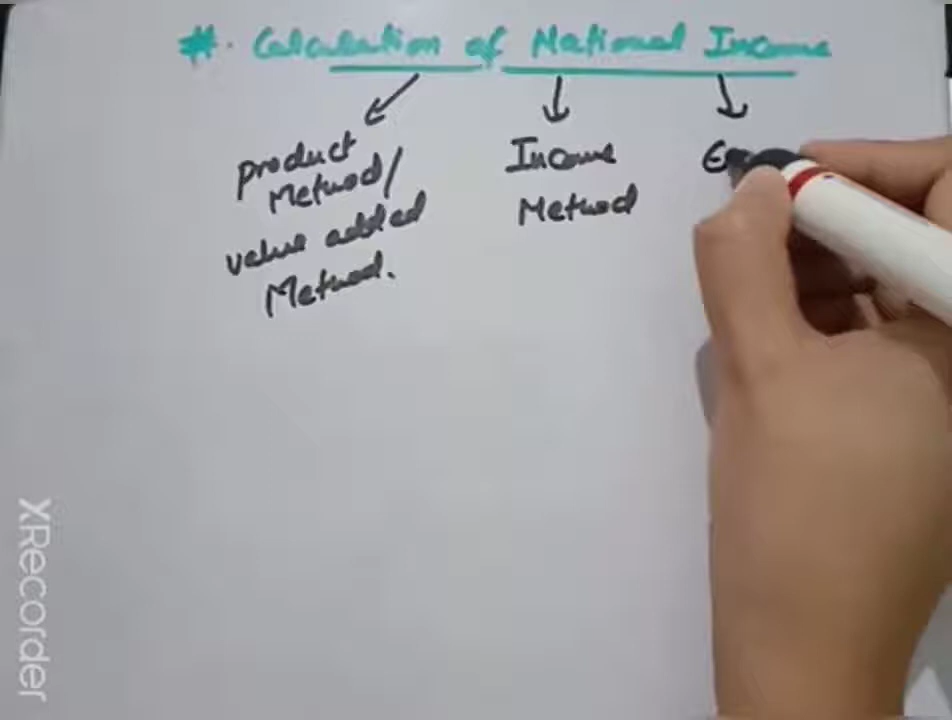 #. Calculation of National Income
product
Method/
value added
Method.
Income
Method
XRecorder